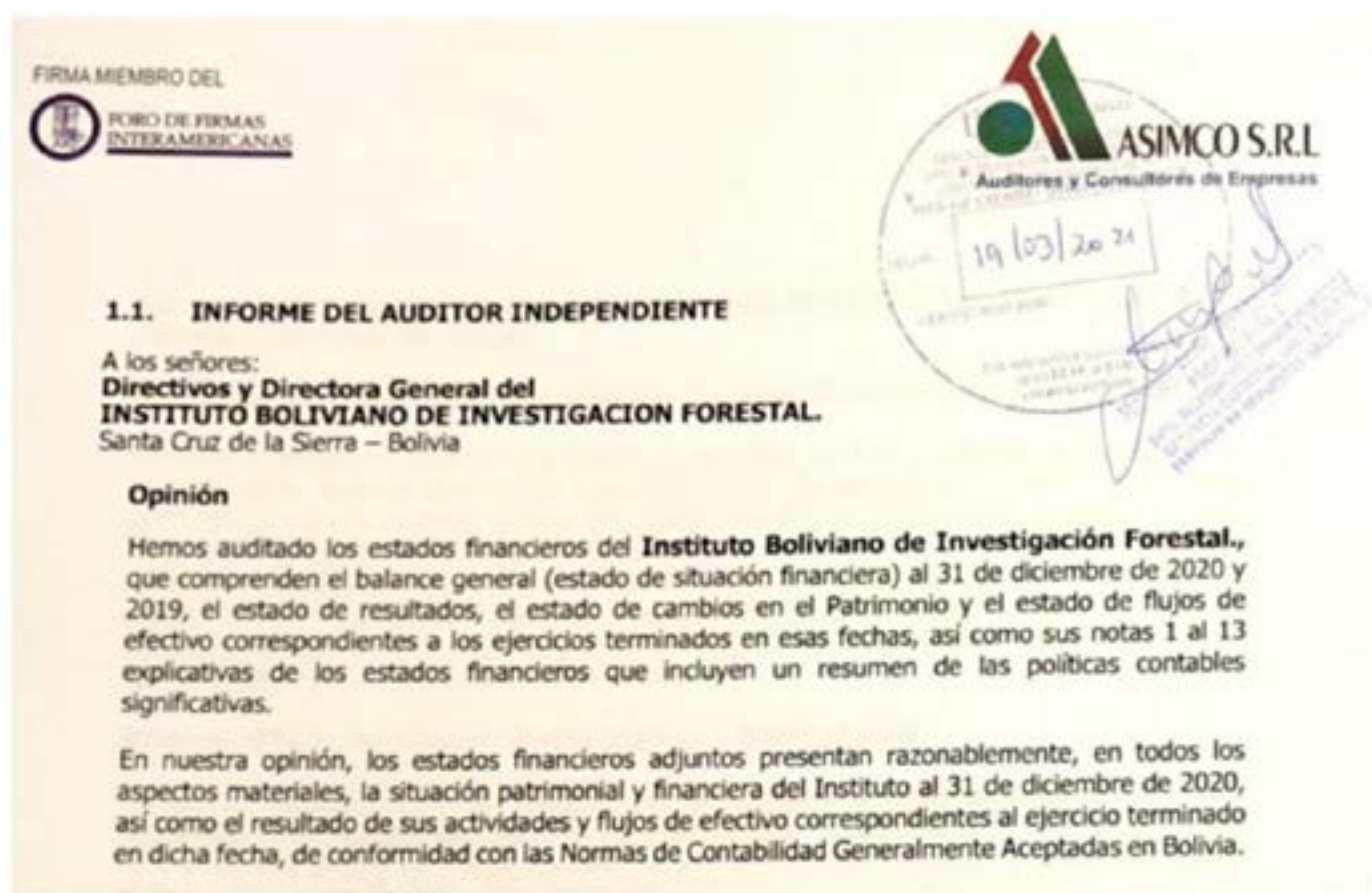 FIRMA MIEMBRO DEL
FORO DE FIRMAS
INTERAMERICANAS
ASIMCO S.R.L
Auditores y Consultores de Empresas
19/03/2021
1.1. INFORME DEL AUDITOR INDEPENDIENTE
A los señores:
Directivos y Directora General del
INSTITUTO BOLIVIANO DE INVESTIGACION FORESTAL.
Santa Cruz de la Sierra – Bolivia
Opinión
Hemos auditado los estados financieros del Instituto Boliviano de Investigación Forestal.,
que comprenden el balance general (estado de situación financiera) al 31 de diciembre de 2020 y
2019, el estado de resultados, el estado de cambios en el Patrimonio y el estado de flujos de
efectivo correspondientes a los ejercicios terminados en esas fechas, así como sus notas 1 al 13
explicativas de los estados financieros que incluyen un resumen de las políticas contables
significativas.
En nuestra opinión, los estados financieros adjuntos presentan razonablemente, en todos los
aspectos materiales, la situación patrimonial y financiera del Instituto al 31 de diciembre de 2020,
así como el resultado de sus actividades y flujos de efectivo correspondientes al ejercicio terminado
en dicha fecha, de conformidad con las Normas de Contabilidad Generalmente Aceptadas en Bolivia.